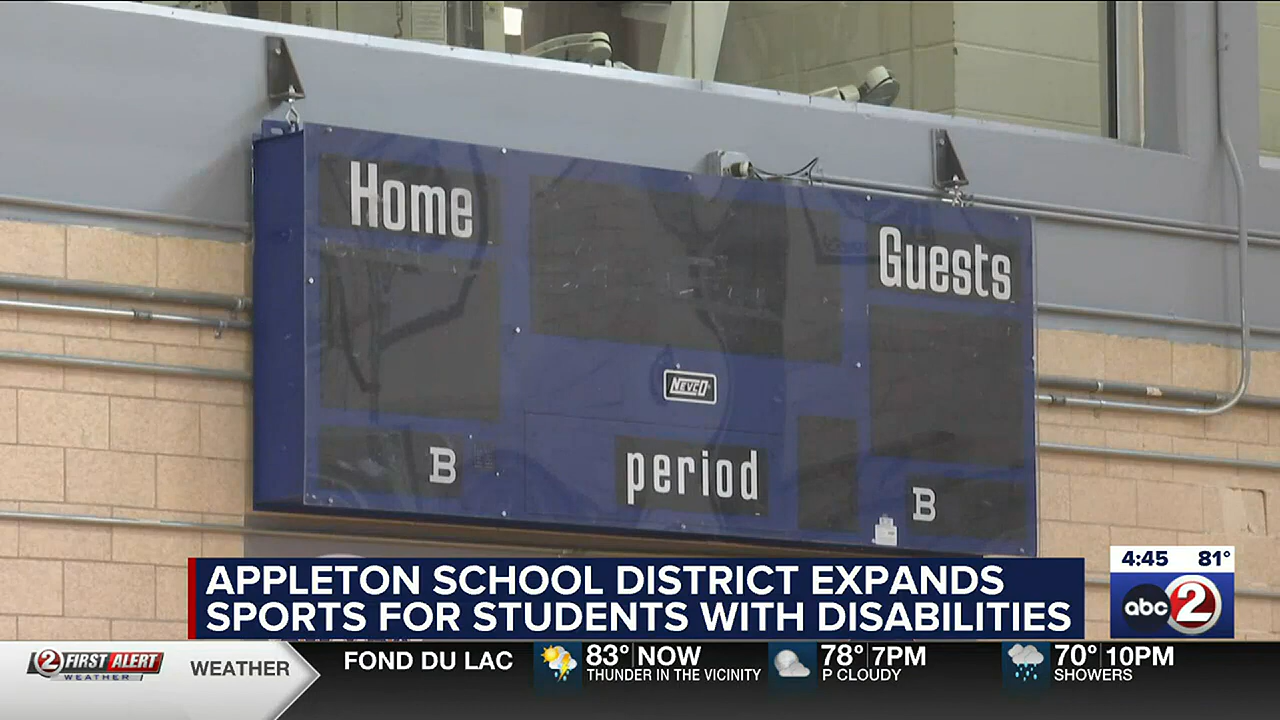 Home
Guests
NEVCO
B
period
B
APPLETON SCHOOL DISTRICT EXPANDS
SPORTS FOR STUDENTS WITH DISABILITIES
4:45 81°
abc 2
2 FIRST ALERT
WEATHER
WEATHER
FOND DU LAC
83° NOW
THUNDER IN THE VICINITY
78° 7PM
P CLOUDY
70° 10PM
SHOWERS